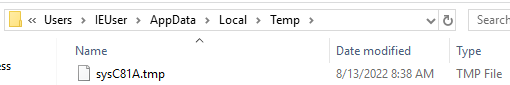 « Users > IEUser > AppData > Local > Temp >
Search
Name Date modified Type
ess
sysC81A.tmp 8/13/2022 8:38 AM TMP File